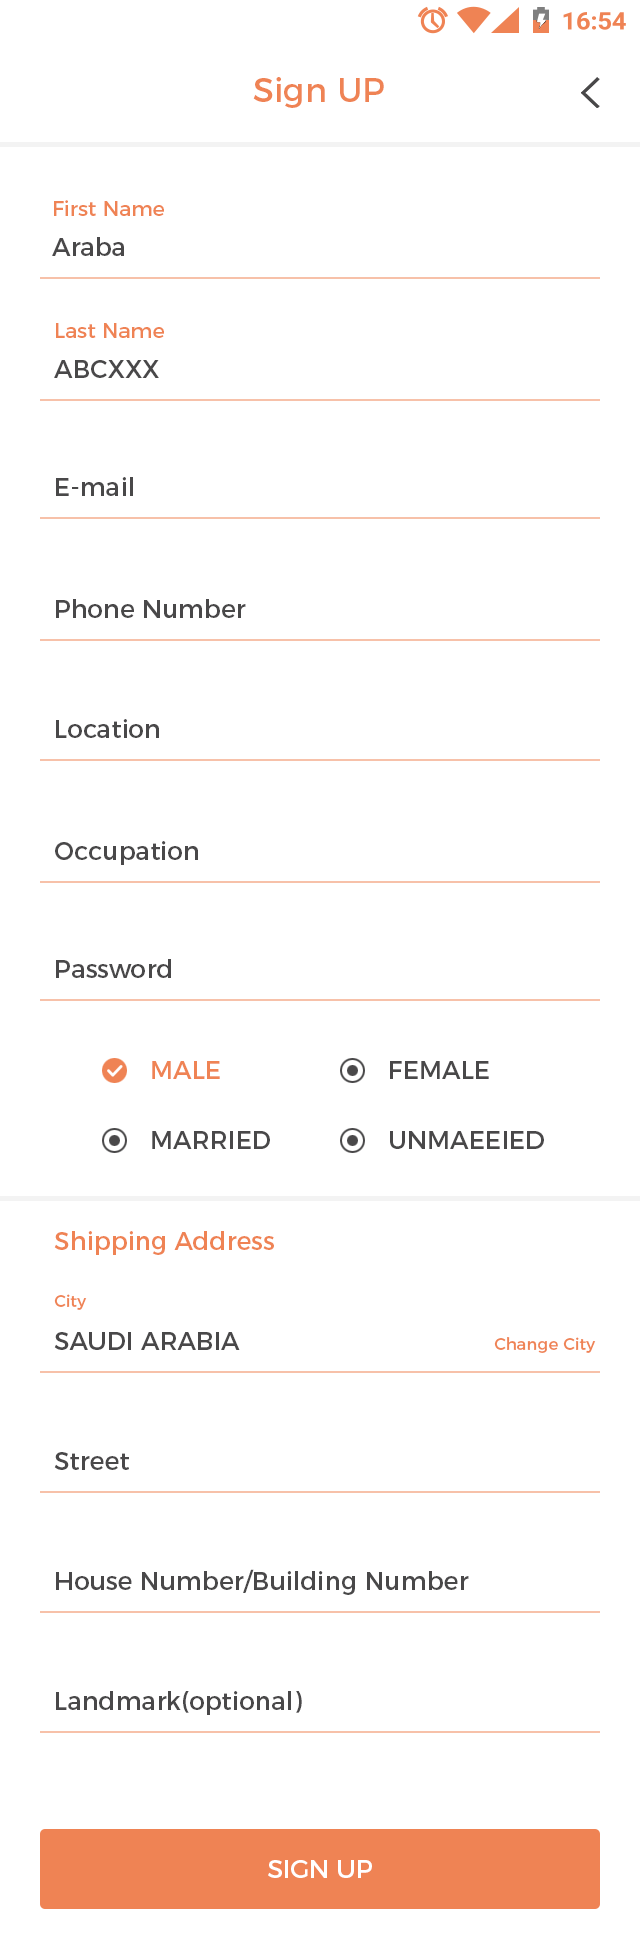 16:54
Sign UP
First Name
Araba
Last Name
ABCXXX
E-mail
Phone Number
Location
Occupation
Password
MALE FEMALE
MARRIED UNMAEEIED
Shipping Address
City
SAUDI ARABIA Change City
Street
House Number/Building Number
Landmark(optional)
SIGN UP